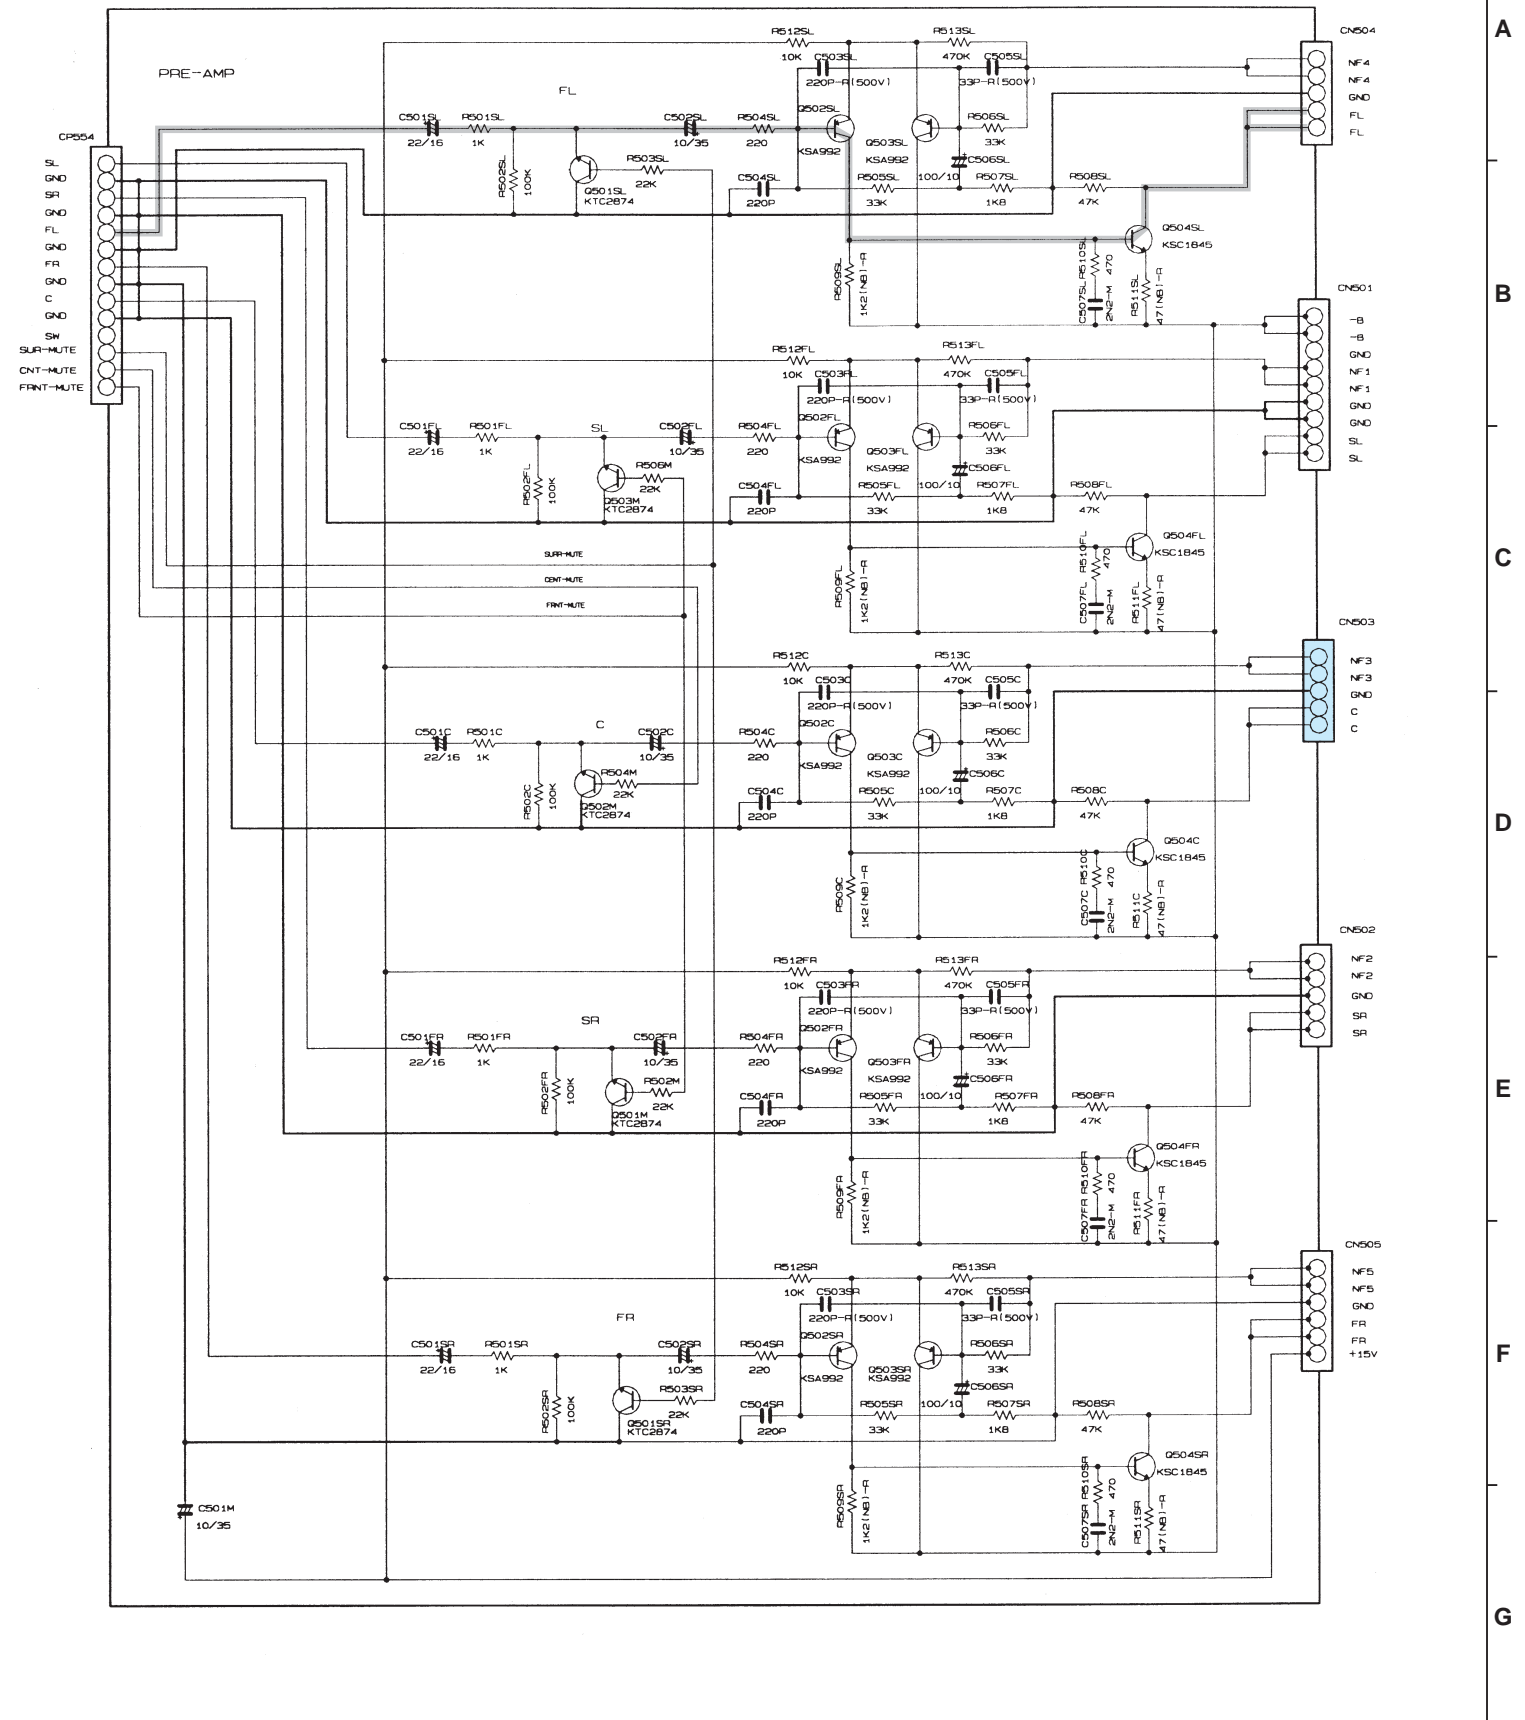 A
B
C
D
E
F
G
PRE-AMP
CP554
SL
GND
SR
GND
FL
GND
FR
GND
C
GND
SW
SUR-MUTE
CNT-MUTE
FRNT-MUTE
FL
C501SL
22/16
R501SL
1K
R502SL
100K
Q501SL
KTC2874
R503SL
22K
C502SL
10/35
R504SL
220
C504SL
220P
R512SL
10K
C503SL
220P-R(500V)
Q502SL
KSA992
Q503SL
KSA992
R513SL
470K
C505SL
33P-R(500V)
R506SL
33K
C506SL
100/10
R505SL
33K
R507SL
1K8
R508SL
47K
Q504SL
KSC1845
R509SL
1K2(NB)-R
R510SL
470
C507SL
2N2-M
R511SL
47(NB)-R
CN504
NF4
NF4
GND
FL
FL
CN501
-B
-B
GND
NF1
NF1
GND
GND
SL
SL
SL
C501FL
22/16
R501FL
1K
R502FL
100K
Q503M
KTC2874
R506M
22K
C502FL
10/35
R504FL
220
C504FL
220P
R512FL
10K
C503FL
220P-R(500V)
Q502FL
KSA992
Q503FL
KSA992
R513FL
470K
C505FL
33P-R(500V)
R506FL
33K
C506FL
100/10
R505FL
33K
R507FL
1K8
R508FL
47K
Q504FL
KSC1845
R509FL
1K2(NB)-R
R510FL
470
C507FL
2N2-M
R511FL
47(NB)-R
SURR-MUTE
CENT-MUTE
FRNT-MUTE
CN503
NF3
NF3
GND
C
C
C
C501C
22/16
R501C
1K
R502C
100K
Q502M
KTC2874
R504M
22K
C502C
10/35
R504C
220
C504C
220P
R512C
10K
C503C
220P-R(500V)
Q502C
KSA992
Q503C
KSA992
R513C
470K
C505C
33P-R(500V)
R506C
33K
C506C
100/10
R505C
33K
R507C
1K8
R508C
47K
Q504C
KSC1845
R509C
1K2(NB)-R
R510C
470
C507C
2N2-M
R511C
47(NB)-R
CN502
NF2
NF2
GND
SR
SR
SR
C501FR
22/16
R501FR
1K
R502FR
100K
Q501M
KTC2874
R502M
22K
C502FR
10/35
R504FR
220
C504FR
220P
R512FR
10K
C503FR
220P-R(500V)
Q502FR
KSA992
Q503FR
KSA992
R513FR
470K
C505FR
33P-R(500V)
R506FR
33K
C506FR
100/10
R505FR
33K
R507FR
1K8
R508FR
47K
Q504FR
KSC1845
R509FR
1K2(NB)-R
R510FR
470
C507FR
2N2-M
R511FR
47(NB)-R
CN505
NF5
NF5
GND
FR
FR
+15V
FR
C501SR
22/16
R501SR
1K
R502SR
100K
Q501SR
KTC2874
R503SR
22K
C502SR
10/35
R504SR
220
C504SR
220P
R512SR
10K
C503SR
220P-R(500V)
Q502SR
KSA992
Q503SR
KSA992
R513SR
470K
C505SR
33P-R(500V)
R506SR
33K
C506SR
100/10
R505SR
33K
R507SR
1K8
R508SR
47K
Q504SR
KSC1845
R509SR
1K2(NB)-R
R510SR
470
C507SR
2N2-M
R511SR
47(NB)-R
C501M
10/35